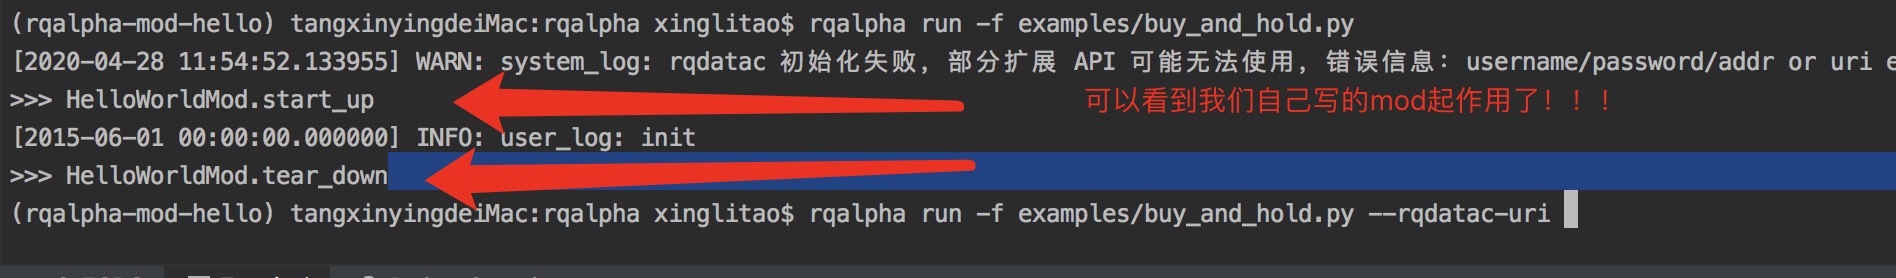 (rqalpha-mod-hello) tangxinyingdeiMac:rqalpha xinglitao$ rqalpha run -f examples/buy_and_hold.py
[2020-04-28 11:54:52.133955] WARN: system_log: rqdatac 初始化失败，部分扩展 API 可能无法使用，错误信息：username/password/addr or uri e
>>> HelloWorldMod.start_up 可以看到我们自己写的mod起作用了！！！
[2015-06-01 00:00:00.000000] INFO: user_log: init
>>> HelloWorldMod.tear_down
(rqalpha-mod-hello) tangxinyingdeiMac:rqalpha xinglitao$ rqalpha run -f examples/buy_and_hold.py --rqdatac-uri